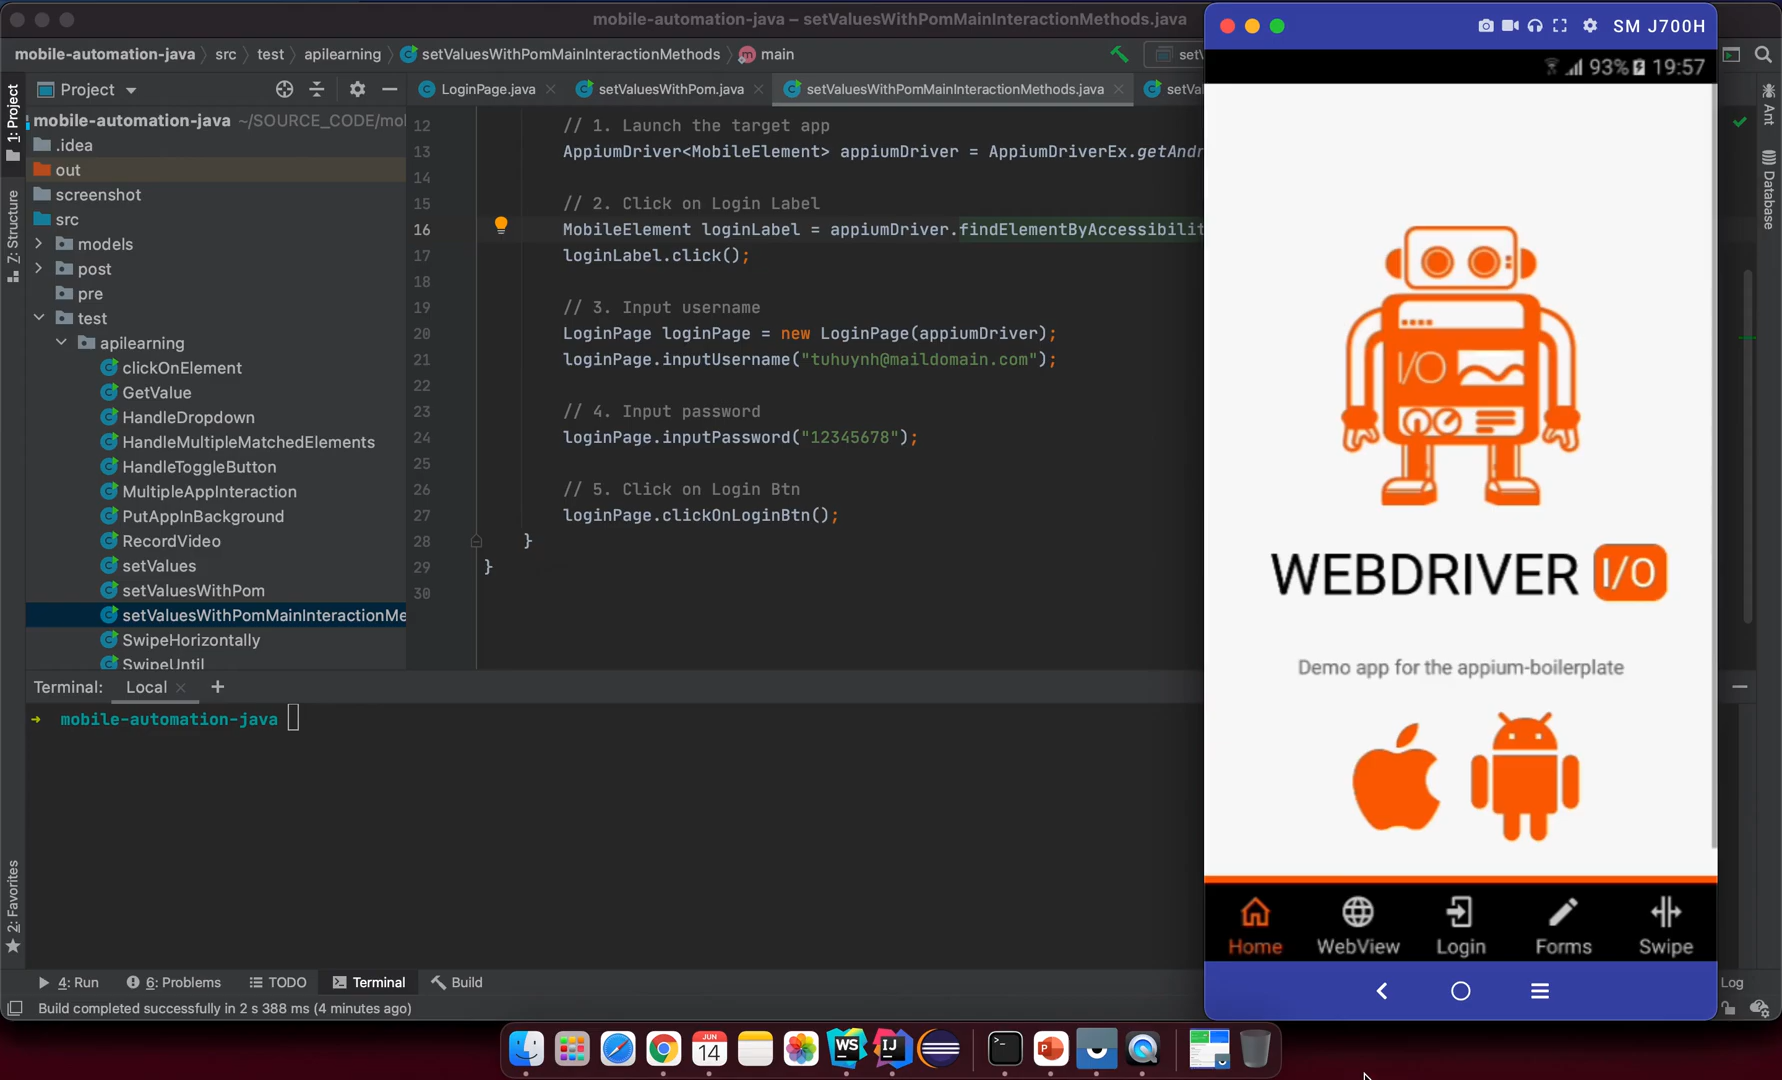 mobile-automation-java – setValuesWithPomMainInteractionMethods.java
mobile-automation-java src test apilearning setValuesWithPomMainInteractionMethods main
Project
LoginPage.java setValuesWithPom.java setValuesWithPomMainInteractionMethods.java
mobile-automation-java ~/SOURCE_CODE/mo
.idea
out
screenshot
src
models
post
pre
test
apilearning
clickOnElement
GetValue
HandleDropdown
HandleMultipleMatchedElements
HandleToggleButton
MultipleAppInteraction
PutAppInBackground
RecordVideo
setValues
setValuesWithPom
setValuesWithPomMainInteractionMe
SwipeHorizontally
SwipeUntil
1: Project
7: Structure
2: Favorites
12 // 1. Launch the target app
13 AppiumDriver<MobileElement> appiumDriver = AppiumDriverEx.getAndr
14
15 // 2. Click on Login Label
16 MobileElement loginLabel = appiumDriver.findElementByAccessibilit
17 loginLabel.click();
18
19 // 3. Input username
20 LoginPage loginPage = new LoginPage(appiumDriver);
21 loginPage.inputUsername("tuhuynh@maildomain.com");
22
23 // 4. Input password
24 loginPage.inputPassword("12345678");
25
26 // 5. Click on Login Btn
27 loginPage.clickOnLoginBtn();
28 }
29 }
30
Terminal: Local +
➜ mobile-automation-java
4: Run 6: Problems TODO Terminal Build
Build completed successfully in 2 s 388 ms (4 minutes ago)
SM J700H
93% 19:57
I/O
WEBDRIVER I/O
Demo app for the appium-boilerplate
Home WebView Login Forms Swipe
Ant
Database
Log
JUN
14
WS
IJ
P